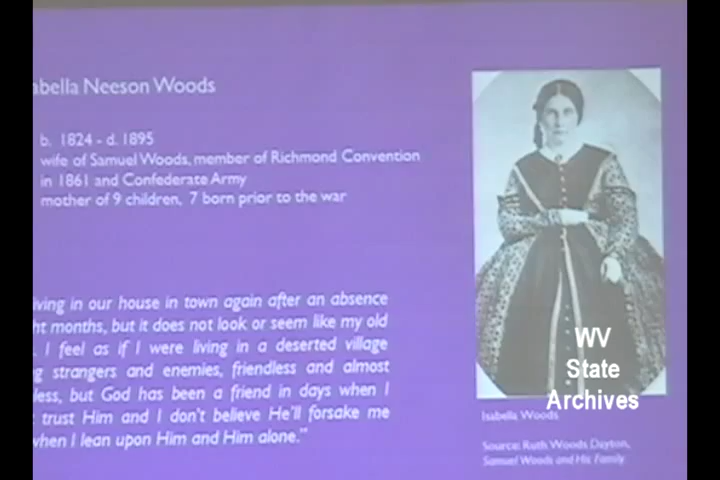 abella Neeson Woods
b. 1824 - d. 1895
wife of Samuel Woods, member of Richmond Convention
in 1861 and Confederate Army
mother of 9 children, 7 born prior to the war
iving in our house in town again after an absence
ht months, but it does not look or seem like my old
. I feel as if I were living in a deserted village
g strangers and enemies, friendless and almost
less, but God has been a friend in days when I
trust Him and I don't believe He'll forsake me
when I lean upon Him and Him alone."
WV
State
Archives
Isabella Woods
Source: Ruth Woods Dayton,
Samuel Woods and His Family